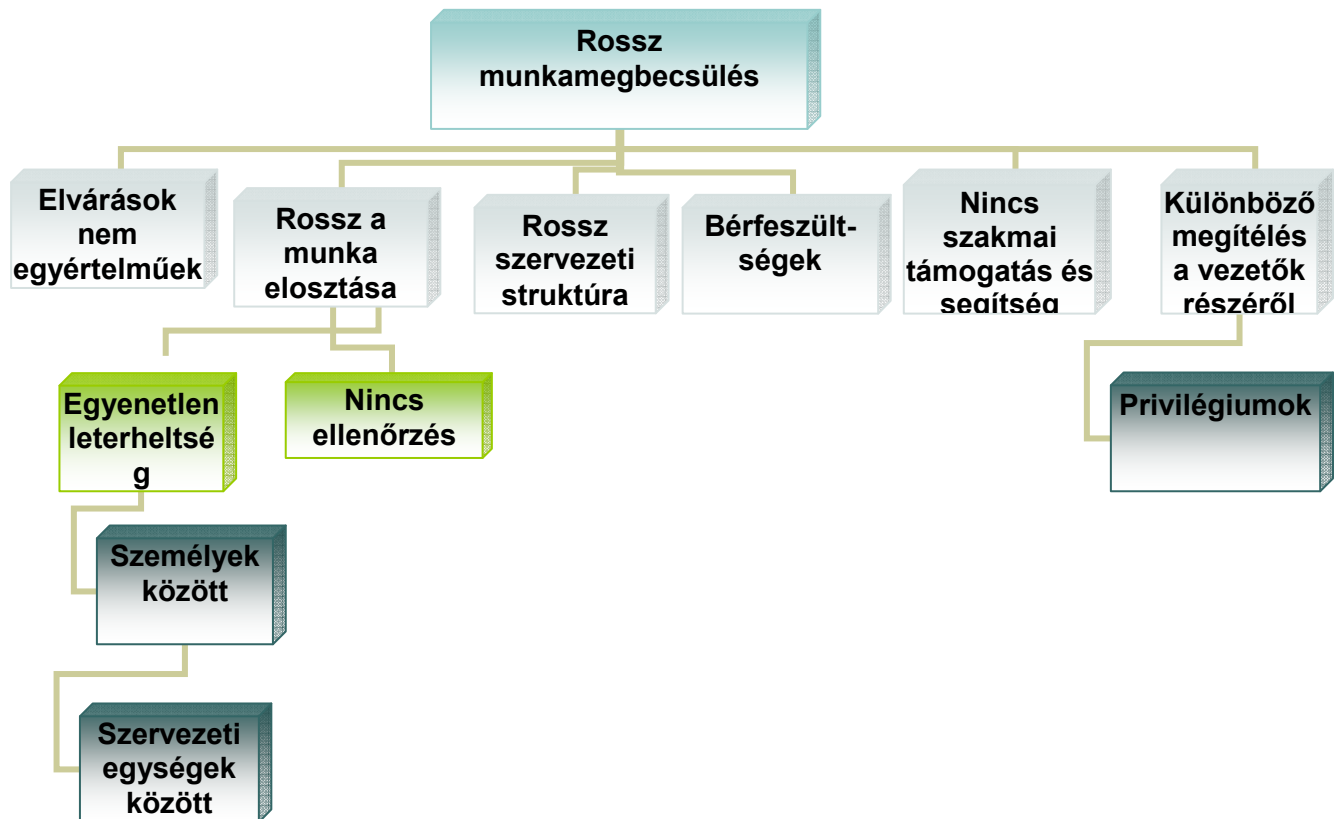 Rossz
munkamegbecsülés
Elvárások
nem
egyértelműek
Rossz a
munka
elosztása
Rossz
szervezeti
struktúra
Bérfeszült-
ségek
Nincs
szakmai
támogatás és
segítség
Különböző
megítélés
a vezetők
részéről
Egyenetlen
leterheltsé
g
Nincs
ellenőrzés
Privilégiumok
Személyek
között
Szervezeti
egységek
között